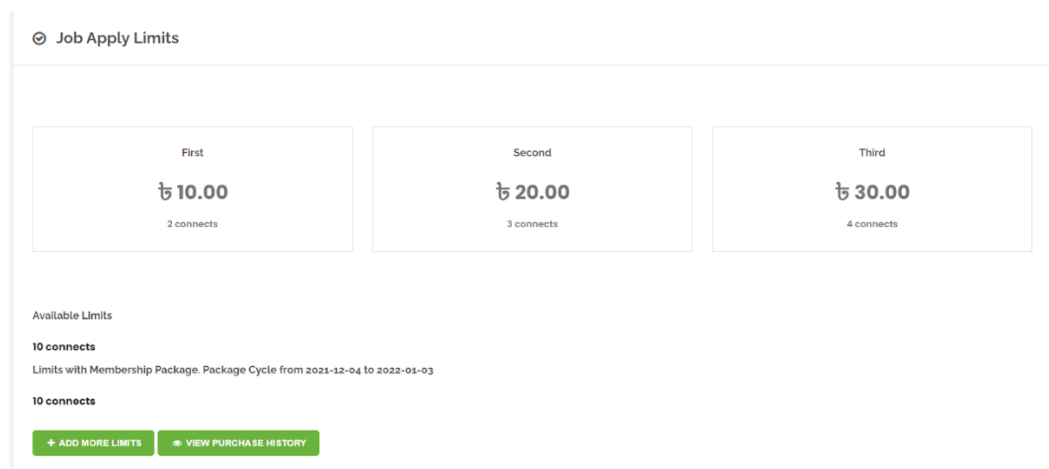 Job Apply Limits
First
৳ 10.00
2 connects
Second
৳ 20.00
3 connects
Third
৳ 30.00
4 connects
Available Limits
10 connects
Limits with Membership Package. Package Cycle from 2021-12-04 to 2022-01-03
10 connects
+ ADD MORE LIMITS
VIEW PURCHASE HISTORY